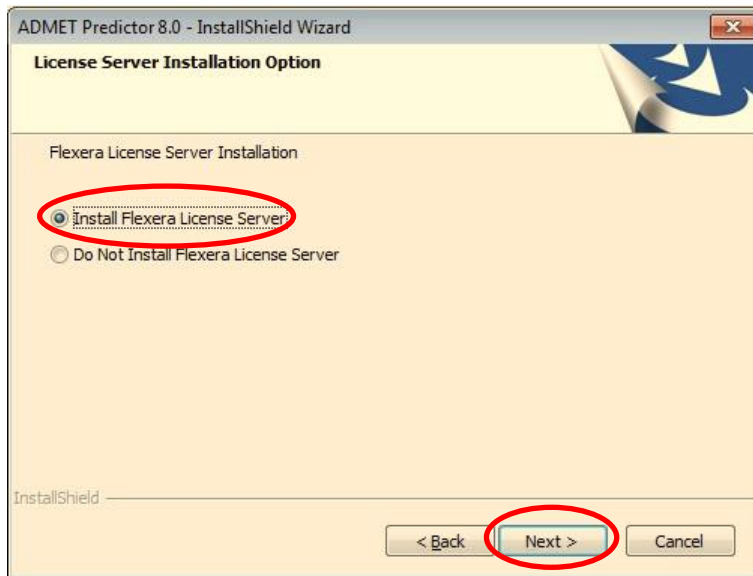 ADMET Predictor 8.0 - InstallShield Wizard
License Server Installation Option
Flexera License Server Installation
Install Flexera License Server
Do Not Install Flexera License Server
InstallShield
< Back Next > Cancel